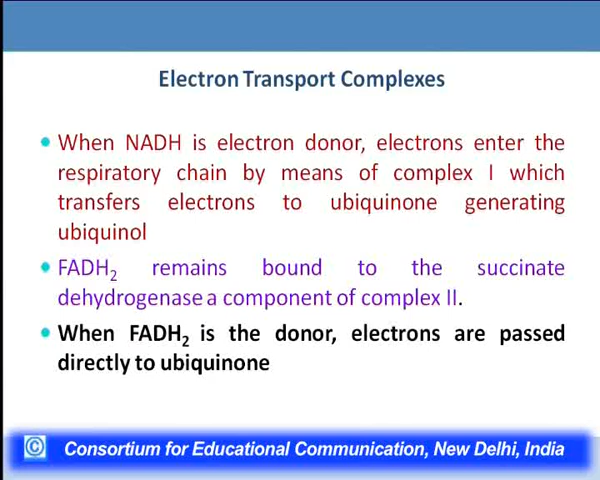 Electron Transport Complexes
• When NADH is electron donor, electrons enter the
respiratory chain by means of complex I which
transfers electrons to ubiquinone generating
ubiquinol
• FADH₂ remains bound to the succinate
dehydrogenase a component of complex II.
• When FADH₂ is the donor, electrons are passed
directly to ubiquinone
© Consortium for Educational Communication, New Delhi, India